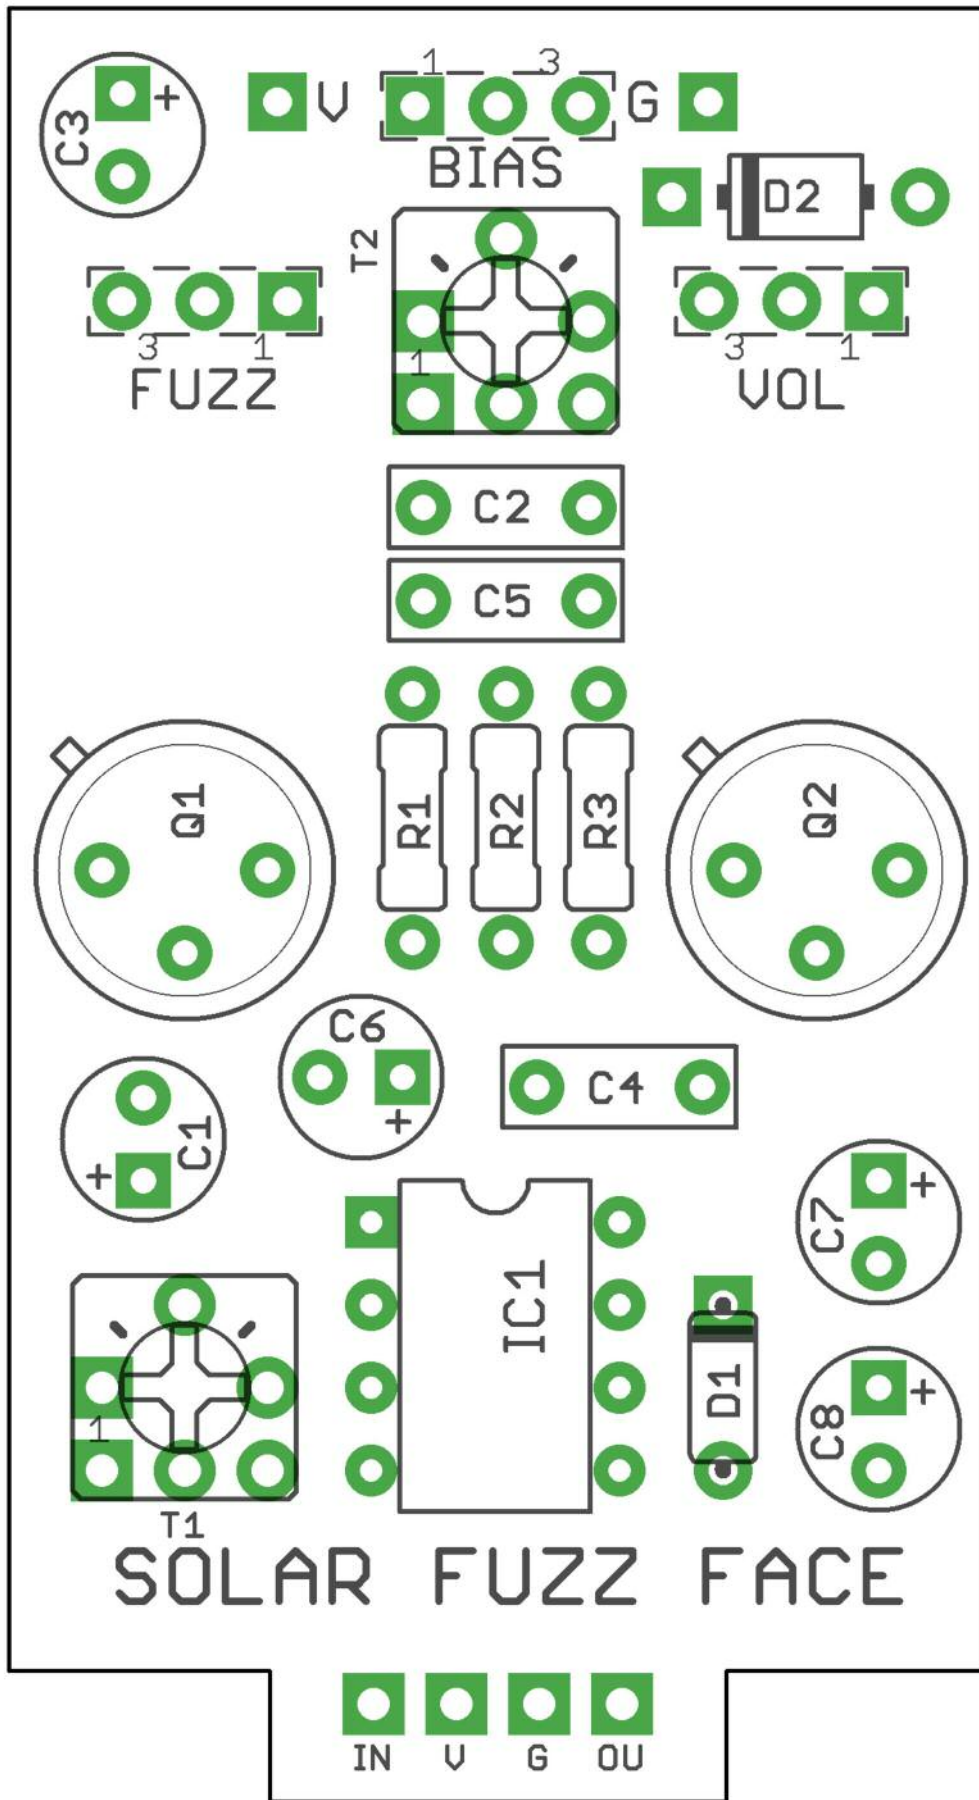 1 3
C3 + V G
BIAS
D2
T2
3 1
FUZZ
1
3 1
VOL
C2
C5
Q1
R1 R2 R3
Q2
C6
+
C4
C1
+
C7 +
IC1
D1
C8 +
1
T1
SOLAR FUZZ FACE
IN V G OU